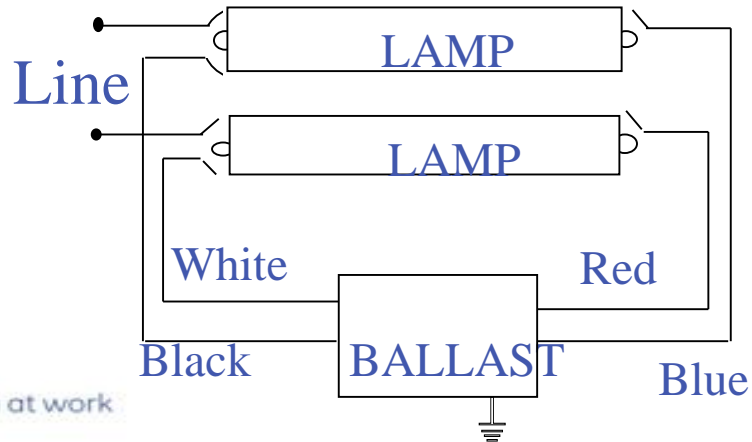 LAMP
Line
LAMP
White
Red
Black
BALLAST
Blue
at work